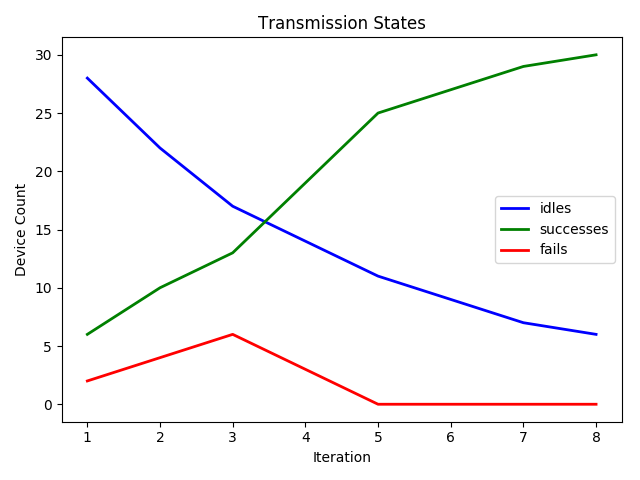 Transmission States
30
25
20
15
10
5
0
Device Count
idles
successes
fails
1 2 3 4 5 6 7 8
Iteration